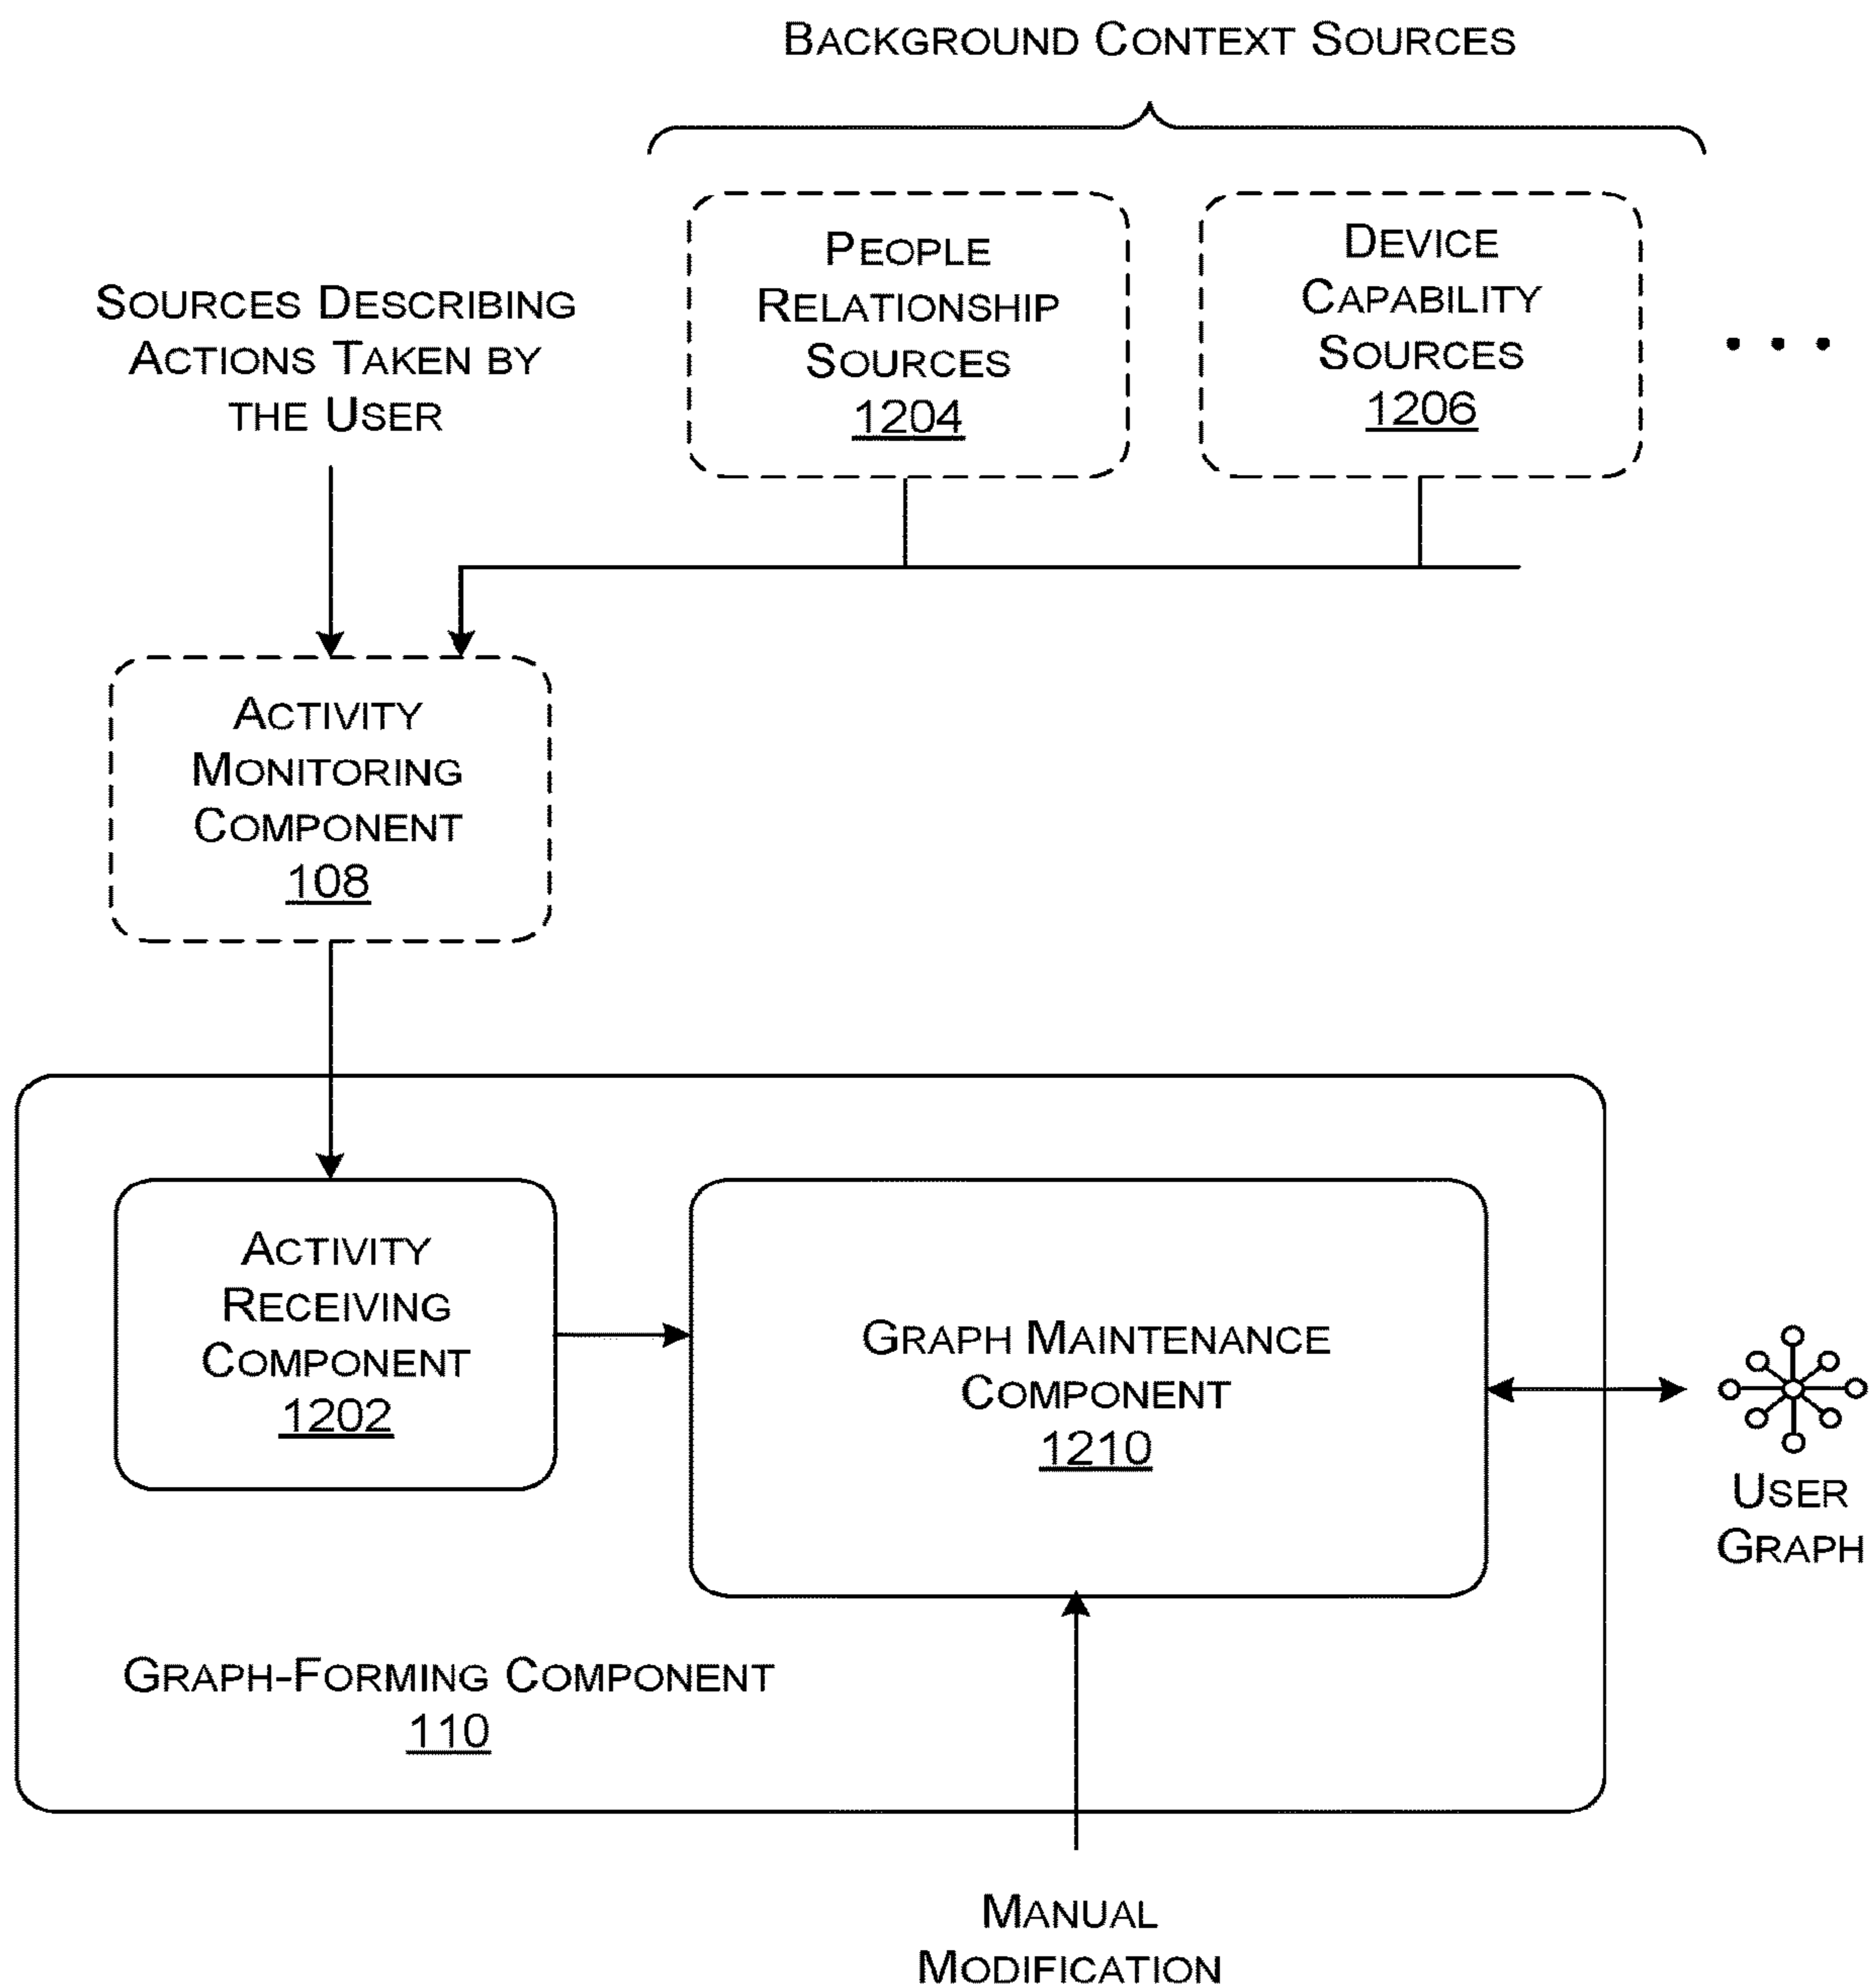 BACKGROUND CONTEXT SOURCES
PEOPLE
RELATIONSHIP
SOURCES
1204
DEVICE
CAPABILITY
SOURCES
1206
• • •
SOURCES DESCRIBING
ACTIONS TAKEN BY
THE USER
ACTIVITY
MONITORING
COMPONENT
108
ACTIVITY
RECEIVING
COMPONENT
1202
GRAPH MAINTENANCE
COMPONENT
1210
USER
GRAPH
GRAPH-FORMING COMPONENT
110
MANUAL
MODIFICATION